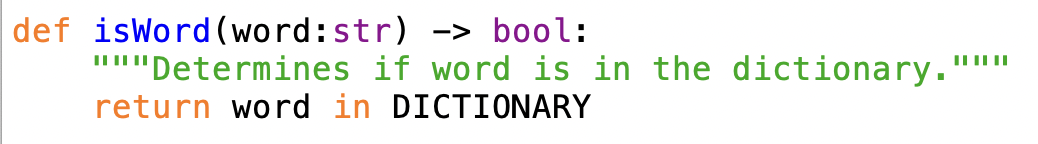 def isWord(word:str) -> bool:
    """Determines if word is in the dictionary."""
    return word in DICTIONARY